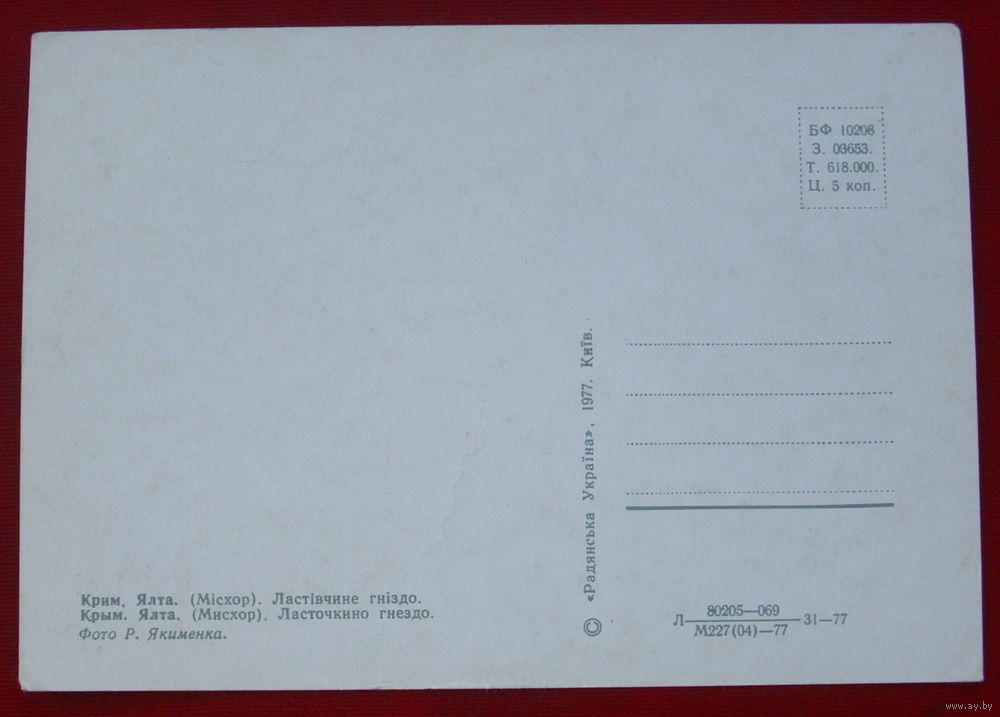 БФ 10208
З. 03653.
Т. 618.000.
Ц. 5 коп.
© «Радянська Україна», 1977. Київ.
Крим. Ялта. (Місхор). Ластівчине гніздо.
Крым. Ялта. (Мисхор). Ласточкино гнездо.
Фото Р. Якименка.
80205—069
Л 31—77
М227(04)—77
www.ay.by